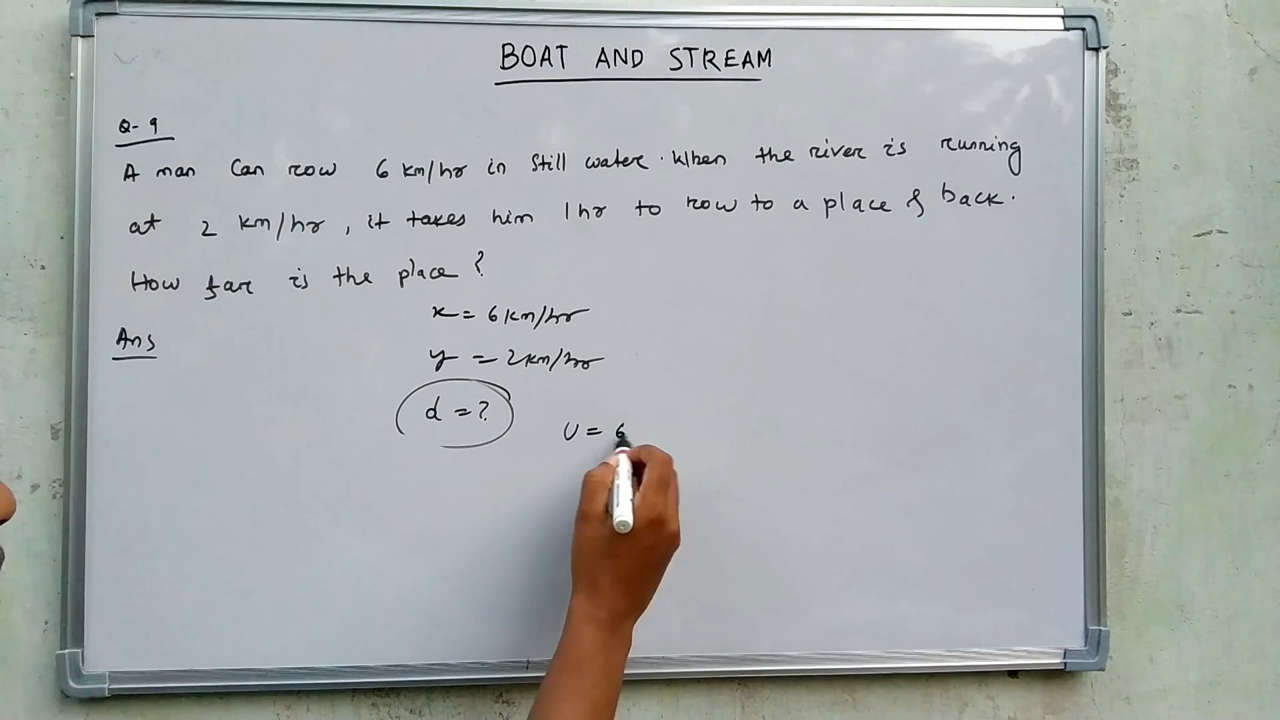 BOAT AND STREAM
Q-9
A man Can row 6 km/hr in still water. When the river is running
at 2 km/hr, it takes him 1hr to row to a place & back.
How far is the place ?
Ans
x = 6 km/hr
y = 2 km/hr
d = ?
U = 6